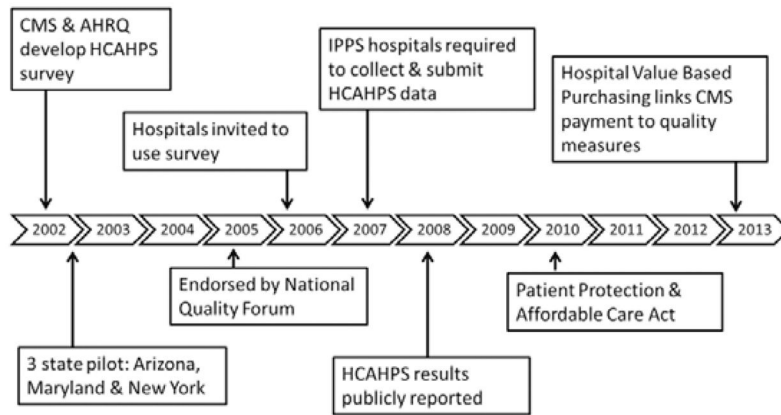 CMS & AHRQ
develop HCAHPS
survey
IPPS hospitals required
to collect & submit
HCAHPS data
Hospital Value Based
Purchasing links CMS
payment to quality
measures
Hospitals invited to
use survey
2002 2003 2004 2005 2006 2007 2008 2009 2010 2011 2012 2013
Endorsed by National
Quality Forum
Patient Protection &
Affordable Care Act
3 state pilot: Arizona,
Maryland & New York
HCAHPS results
publicly reported